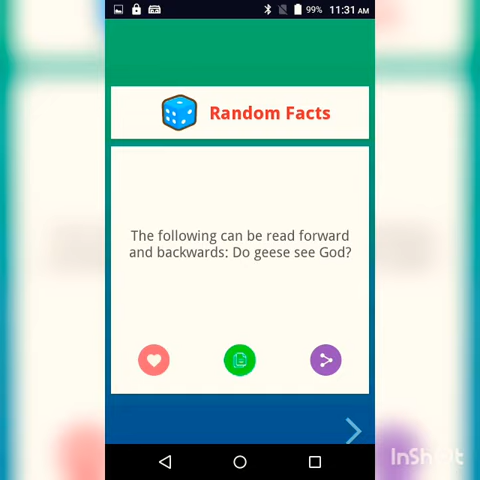 99% 11:31 AM
Random Facts
The following can be read forward
and backwards: Do geese see God?
InShot